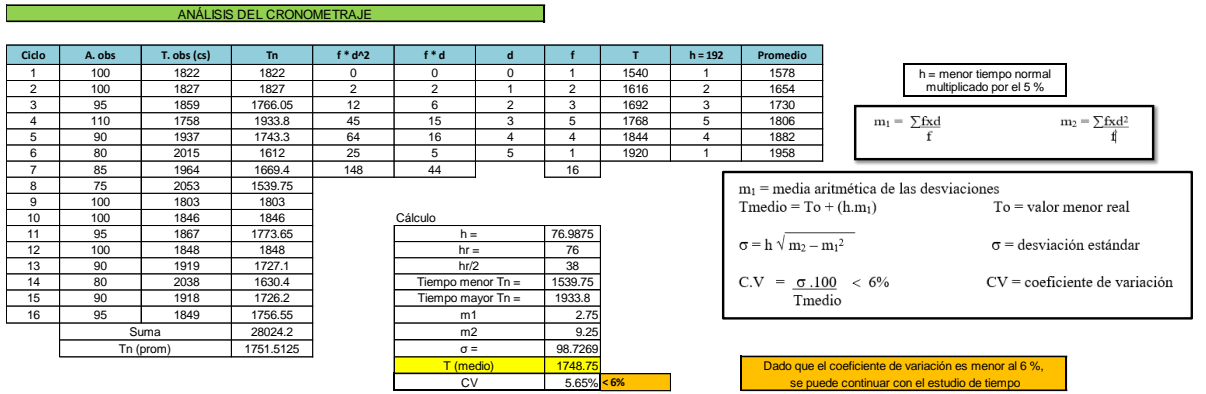 ANÁLISIS DEL CRONOMETRAJE
Ciclo A. obs T. obs (cs) Tn f * d^2 f * d d f T h = 192 Promedio
1 100 1822 1822 0 0 0 1 1540 1 1578
2 100 1827 1827 2 2 1 2 1616 2 1654
3 95 1859 1766.05 12 6 2 3 1692 3 1730
4 110 1758 1933.8 45 15 3 5 1768 5 1806
5 90 1937 1743.3 64 16 4 4 1844 4 1882
6 80 2015 1612 25 5 5 1 1920 1 1958
7 85 1964 1669.4 148 44 16
8 75 2053 1539.75
9 100 1803 1803
10 100 1846 1846
11 95 1867 1773.65
12 100 1848 1848
13 90 1919 1727.1
14 80 2038 1630.4
15 90 1918 1726.2
16 95 1849 1756.55
Suma 28024.2
Tn (prom) 1751.5125
Cálculo
h = 76.9875
hr = 76
hr/2 38
Tiempo menor Tn = 1539.75
Tiempo mayor Tn = 1933.8
m1 2.75
m2 9.25
σ = 98.7269
T (medio) 1748.75
CV 5.65% < 6%
h = menor tiempo normal
multiplicado por el 5 %
m₁ = ∑fxd m₂ = ∑fxd²
f f
m₁ = media aritmética de las desviaciones
Tmedio = To + (h.m₁) To = valor menor real
σ = h √ m₂ – m₁² σ = desviación estándar
C.V = σ .100 < 6% CV = coeficiente de variación
Tmedio
Dado que el coeficiente de variación es menor al 6 %,
se puede continuar con el estudio de tiempo